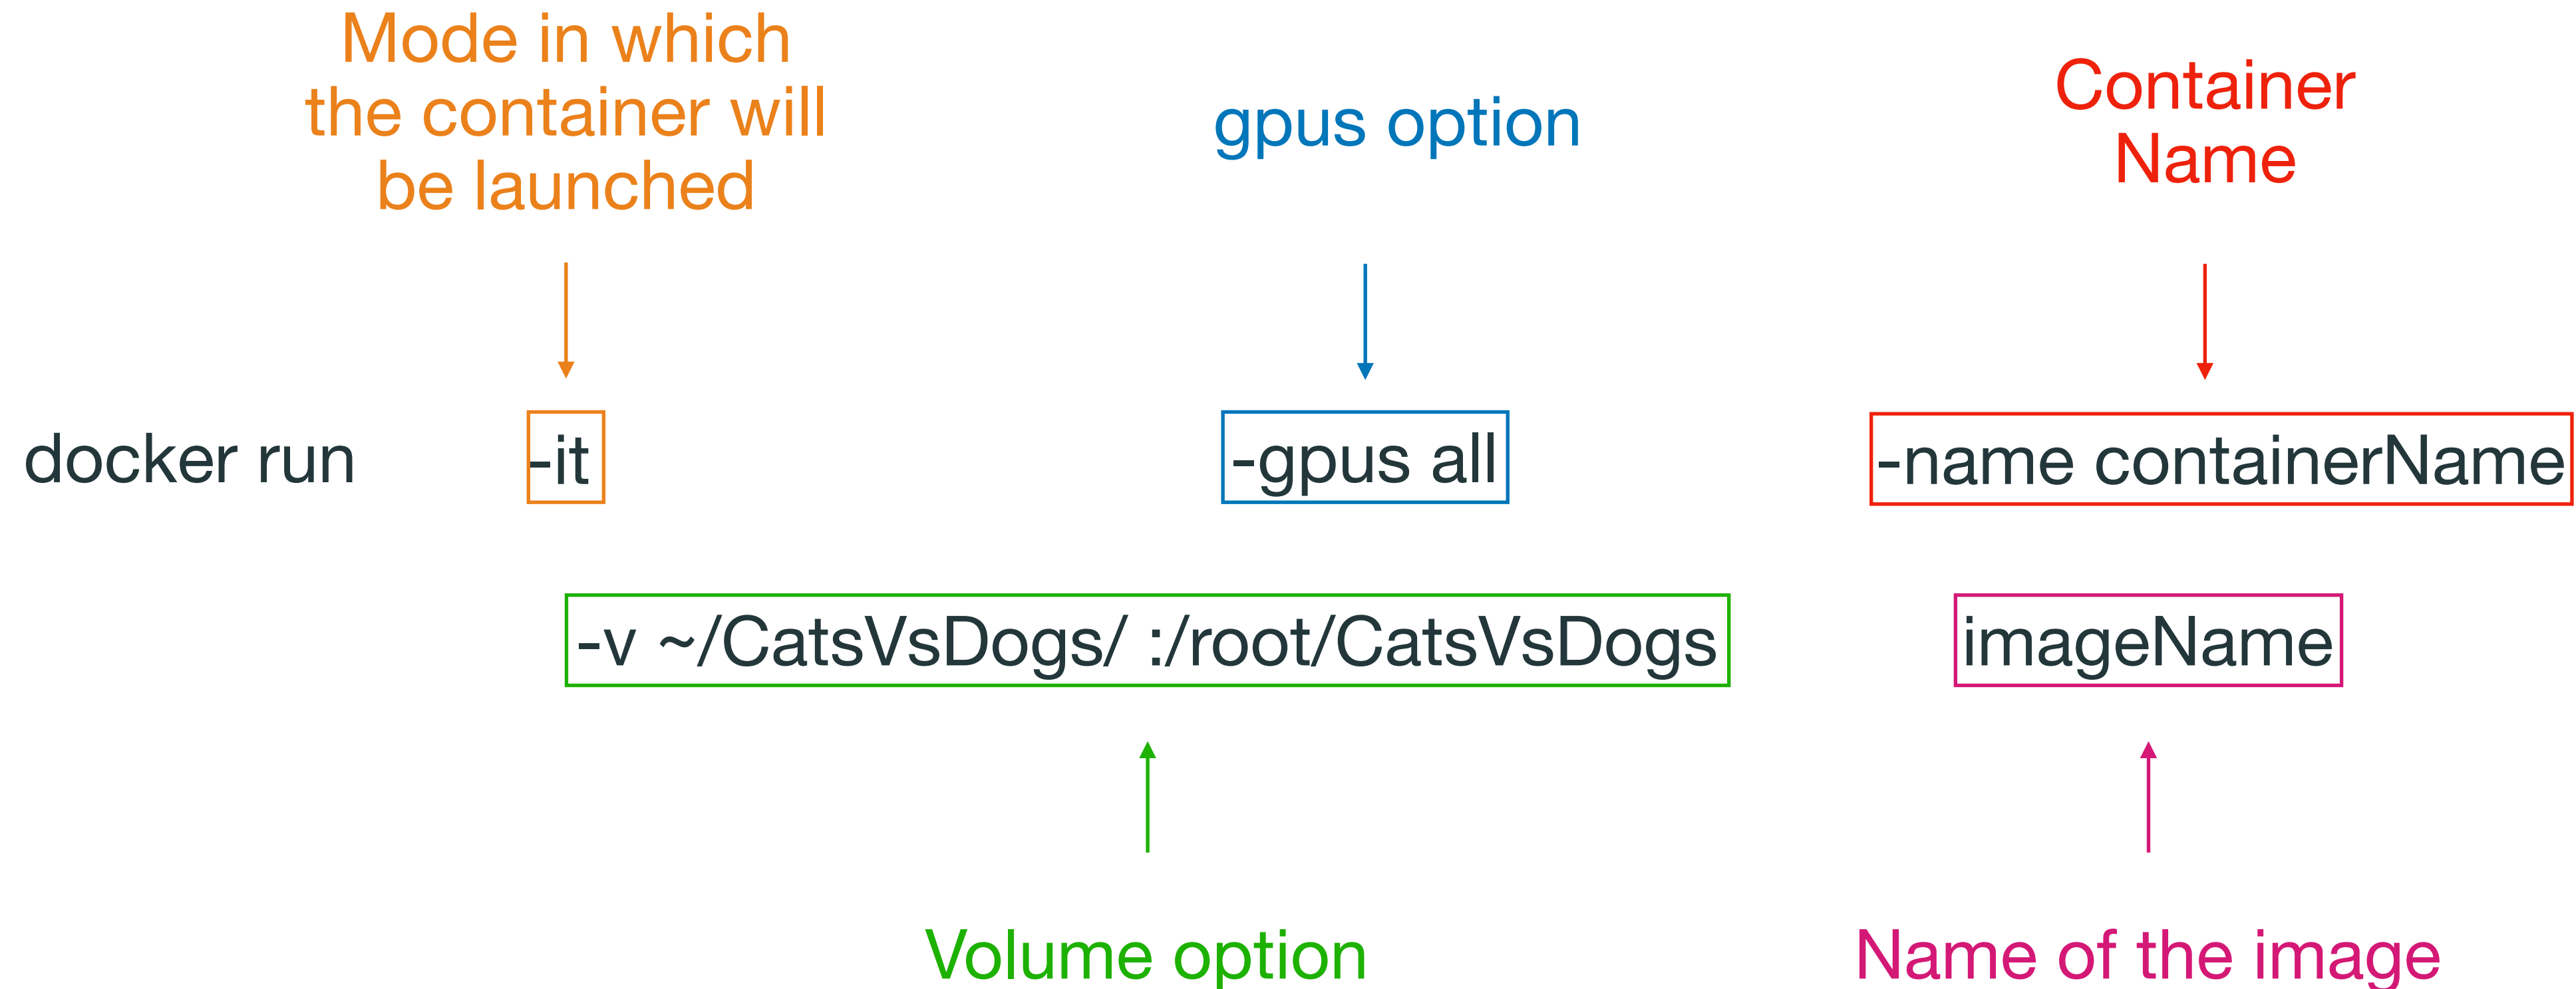 Mode in which
the container will
be launched
gpus option
Container
Name
docker run -it -gpus all -name containerName
-v ~/CatsVsDogs/ :/root/CatsVsDogs imageName
Volume option
Name of the image